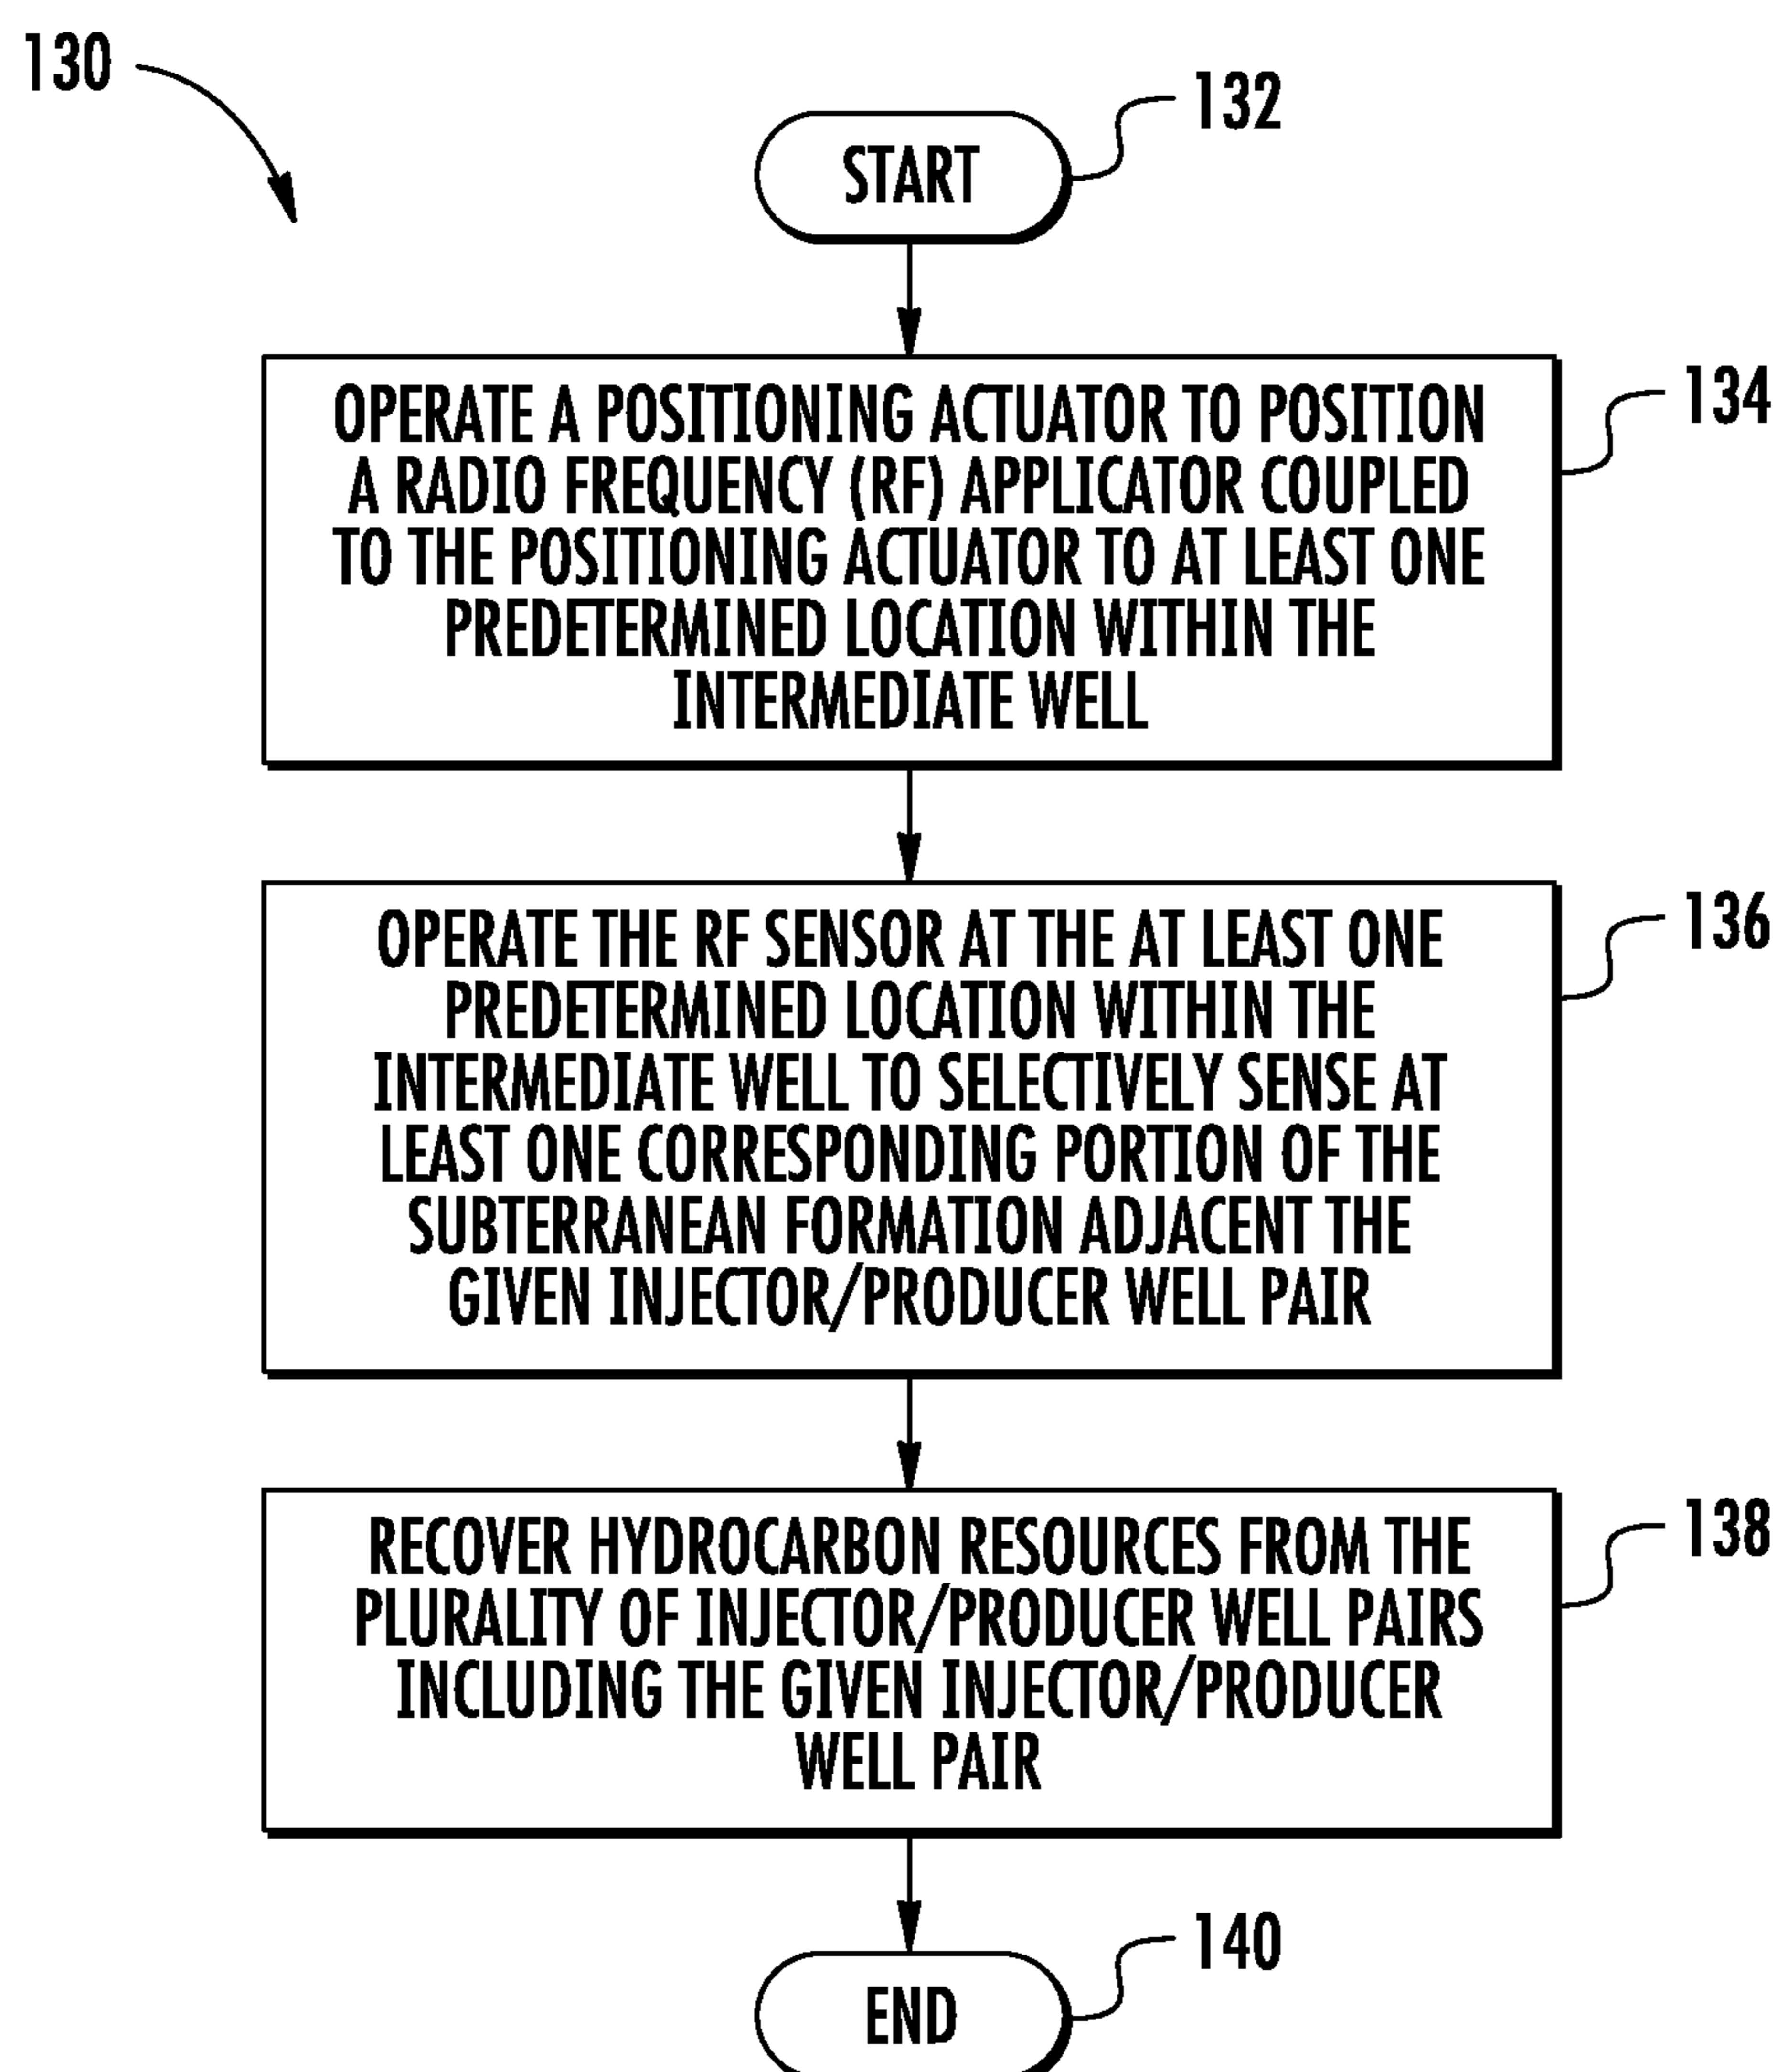 130
132
START
134
OPERATE A POSITIONING ACTUATOR TO POSITION
A RADIO FREQUENCY (RF) APPLICATOR COUPLED
TO THE POSITIONING ACTUATOR TO AT LEAST ONE
PREDETERMINED LOCATION WITHIN THE
INTERMEDIATE WELL
136
OPERATE THE RF SENSOR AT THE AT LEAST ONE
PREDETERMINED LOCATION WITHIN THE
INTERMEDIATE WELL TO SELECTIVELY SENSE AT
LEAST ONE CORRESPONDING PORTION OF THE
SUBTERRANEAN FORMATION ADJACENT THE
GIVEN INJECTOR/PRODUCER WELL PAIR
138
RECOVER HYDROCARBON RESOURCES FROM THE
PLURALITY OF INJECTOR/PRODUCER WELL PAIRS
INCLUDING THE GIVEN INJECTOR/PRODUCER
WELL PAIR
140
END